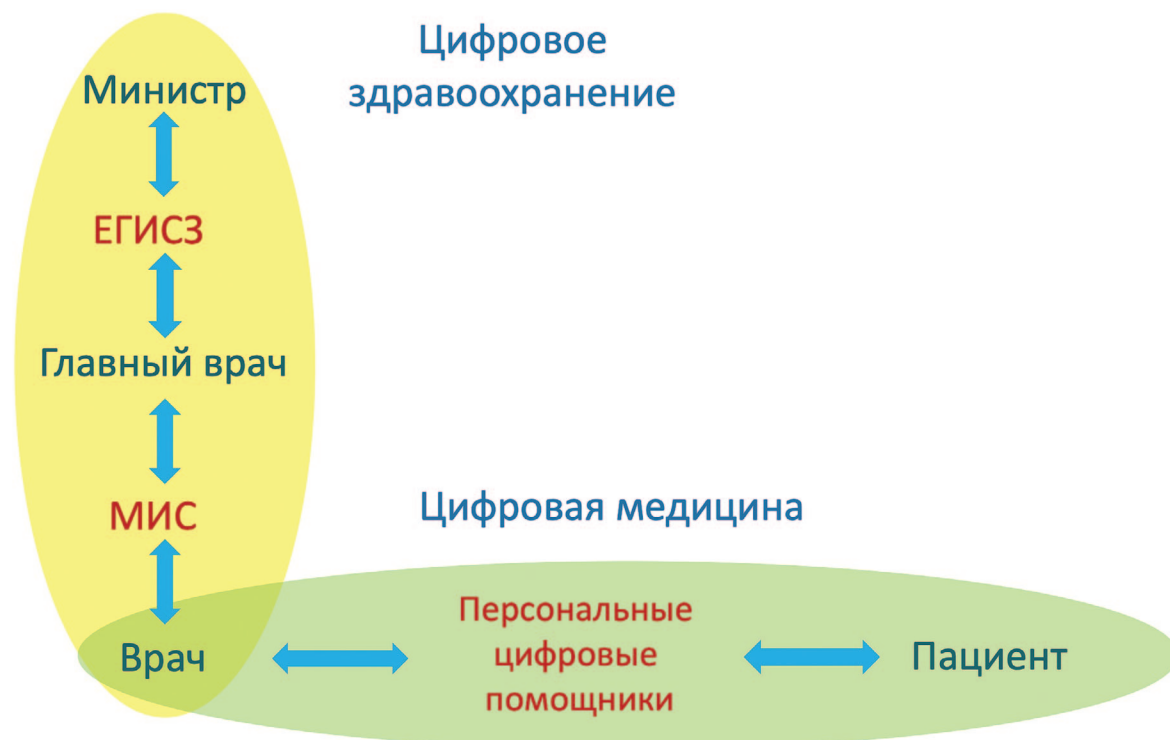 Цифровое
здравоохранение
Министр
ЕГИСЗ
Главный врач
МИС
Цифровая медицина
Врач
Персональные
цифровые
помощники
Пациент